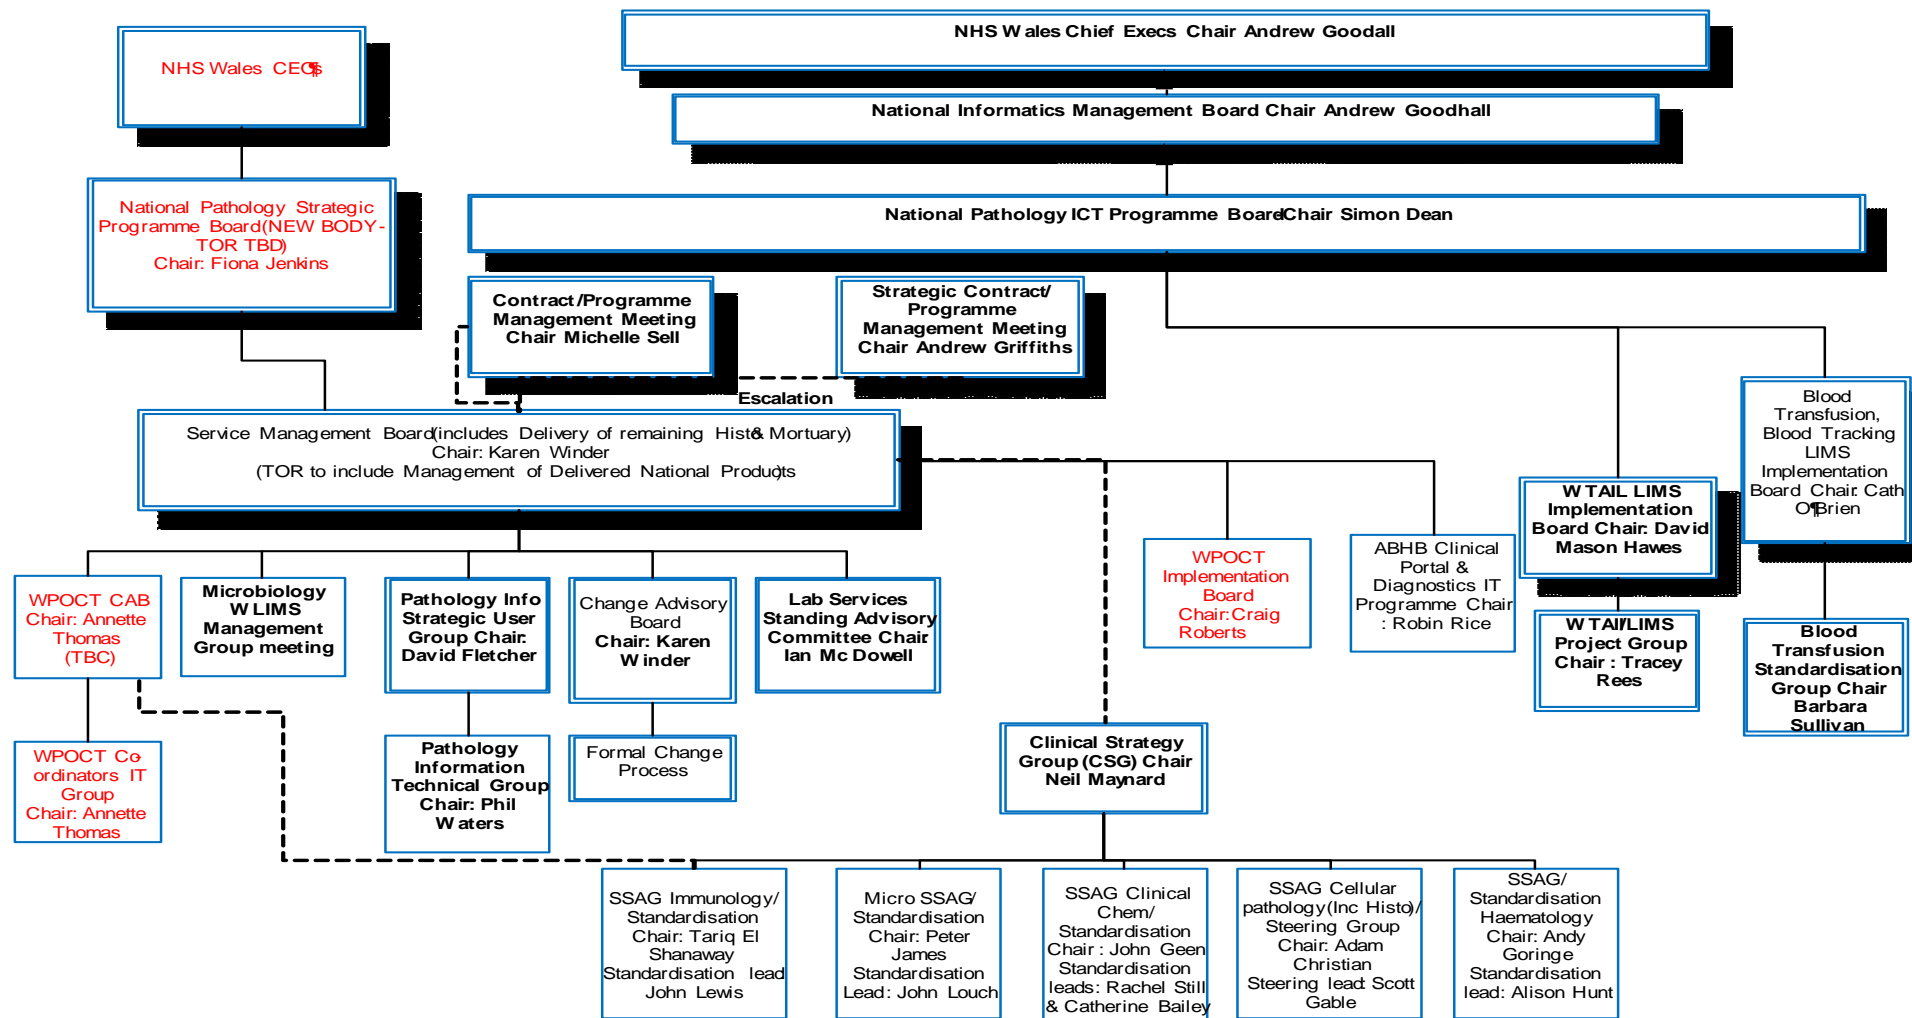 NHS Wales Chief Execs Chair Andrew Goodall
NHS Wales CEOs
National Informatics Management Board Chair Andrew Goodhall
National Pathology Strategic
Programme Board(NEW BODY-
TOR TBD)
Chair: Fiona Jenkins
National Pathology ICT Programme Board-Chair Simon Dean
Contract/Programme
Management Meeting
Chair Michelle Sell
Strategic Contract/
Programme
Management Meeting
Chair Andrew Griffiths
Escalation
Service Management Board(includes Delivery of remaining Histo& Mortuary)
Chair: Karen Winder
(TOR to include Management of Delivered National Products)
Blood
Transfusion,
Blood Tracking
LIMS
Implementation
Board Chair: Cath
O'Brien
WTAIL LIMS
Implementation
Board Chair: David
Mason Hawes
WPOCT
Implementation
Board
Chair:Craig
Roberts
ABHB Clinical
Portal &
Diagnostics IT
Programme Chair
: Robin Rice
WPOCT CAB
Chair: Annette
Thomas
(TBC)
Microbiology
WLIMS
Management
Group meeting
Pathology Info
Strategic User
Group Chair:
David Fletcher
Change Advisory
Board
Chair: Karen
Winder
Lab Services
Standing Advisory
Committee Chair:
Ian Mc Dowell
WTAIl/LIMS
Project Group
Chair : Tracey
Rees
Blood
Transfusion
Standardisation
Group Chair
Barbara
Sullivan
WPOCT Co-
ordinators IT
Group
Chair: Annette
Thomas
Pathology
Information
Technical Group
Chair: Phil
Waters
Formal Change
Process
Clinical Strategy
Group (CSG) Chair
Neil Maynard
SSAG Immunology/
Standardisation
Chair: Tariq El
Shanaway
Standardisation lead
John Lewis
Micro SSAG/
Standardisation
Chair: Peter
James
Standardisation
Lead: John Louch
SSAG Clinical
Chem/
Standardisation
Chair : John Geen
Standardisation
leads: Rachel Still
& Catherine Bailey
SSAG Cellular
pathology(Inc Histo)/
Steering Group
Chair: Adam
Christian
Steering lead: Scott
Gable
SSAG/
Standardisation
Haematology
Chair: Andy
Goringe
Standardisation
lead: Alison Hunt